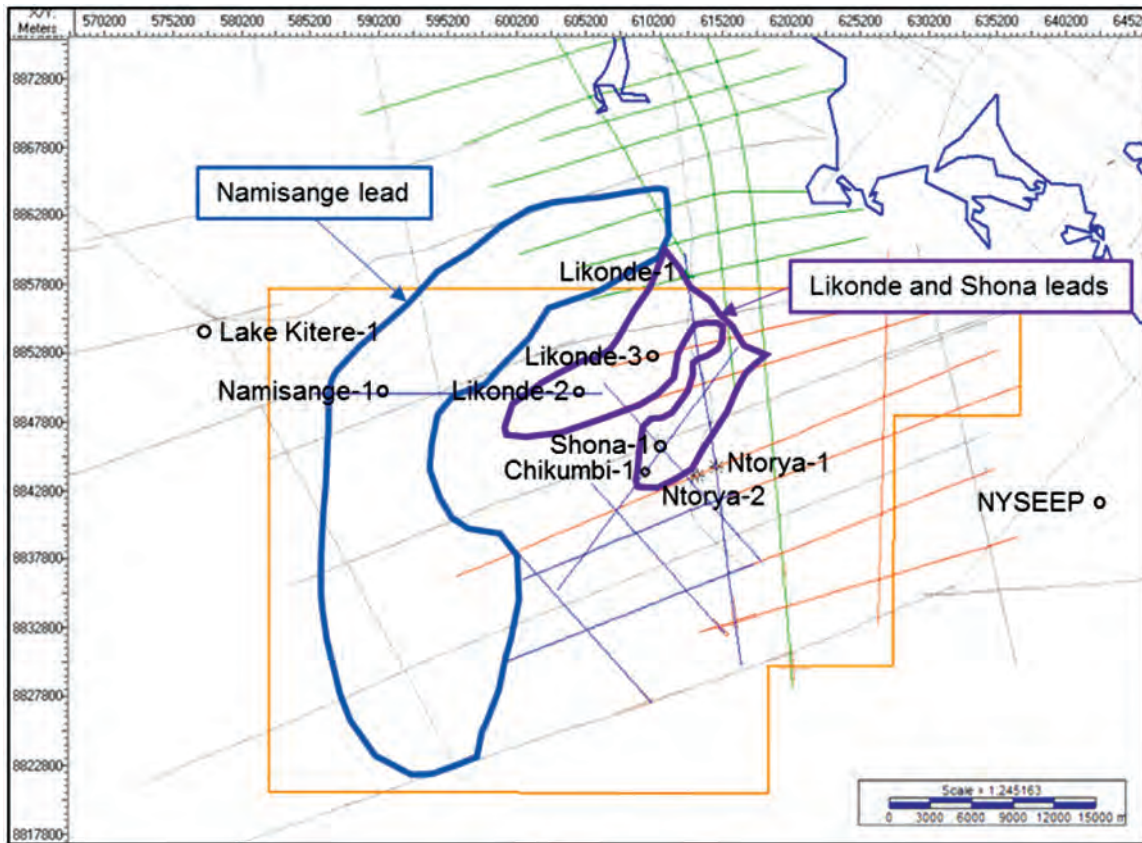 X/Y:
Meters
570200 575200 580200 585200 590200 595200 600200 605200 610200 615200 620200 625200 630200 635200 640200 6452
8872800
8867800
8862800
8857800
8852800
8847800
8842800
8837800
8832800
8827800
8822800
8817800
Namisange lead
Likonde-1
Likonde and Shona leads
Lake Kitere-1
Likonde-3
Namisange-1
Likonde-2
Shona-1
Chikumbi-1
Ntorya-1
Ntorya-2
NYSEEP
Scale = 1:245163
0 3000 6000 9000 12000 15000 m